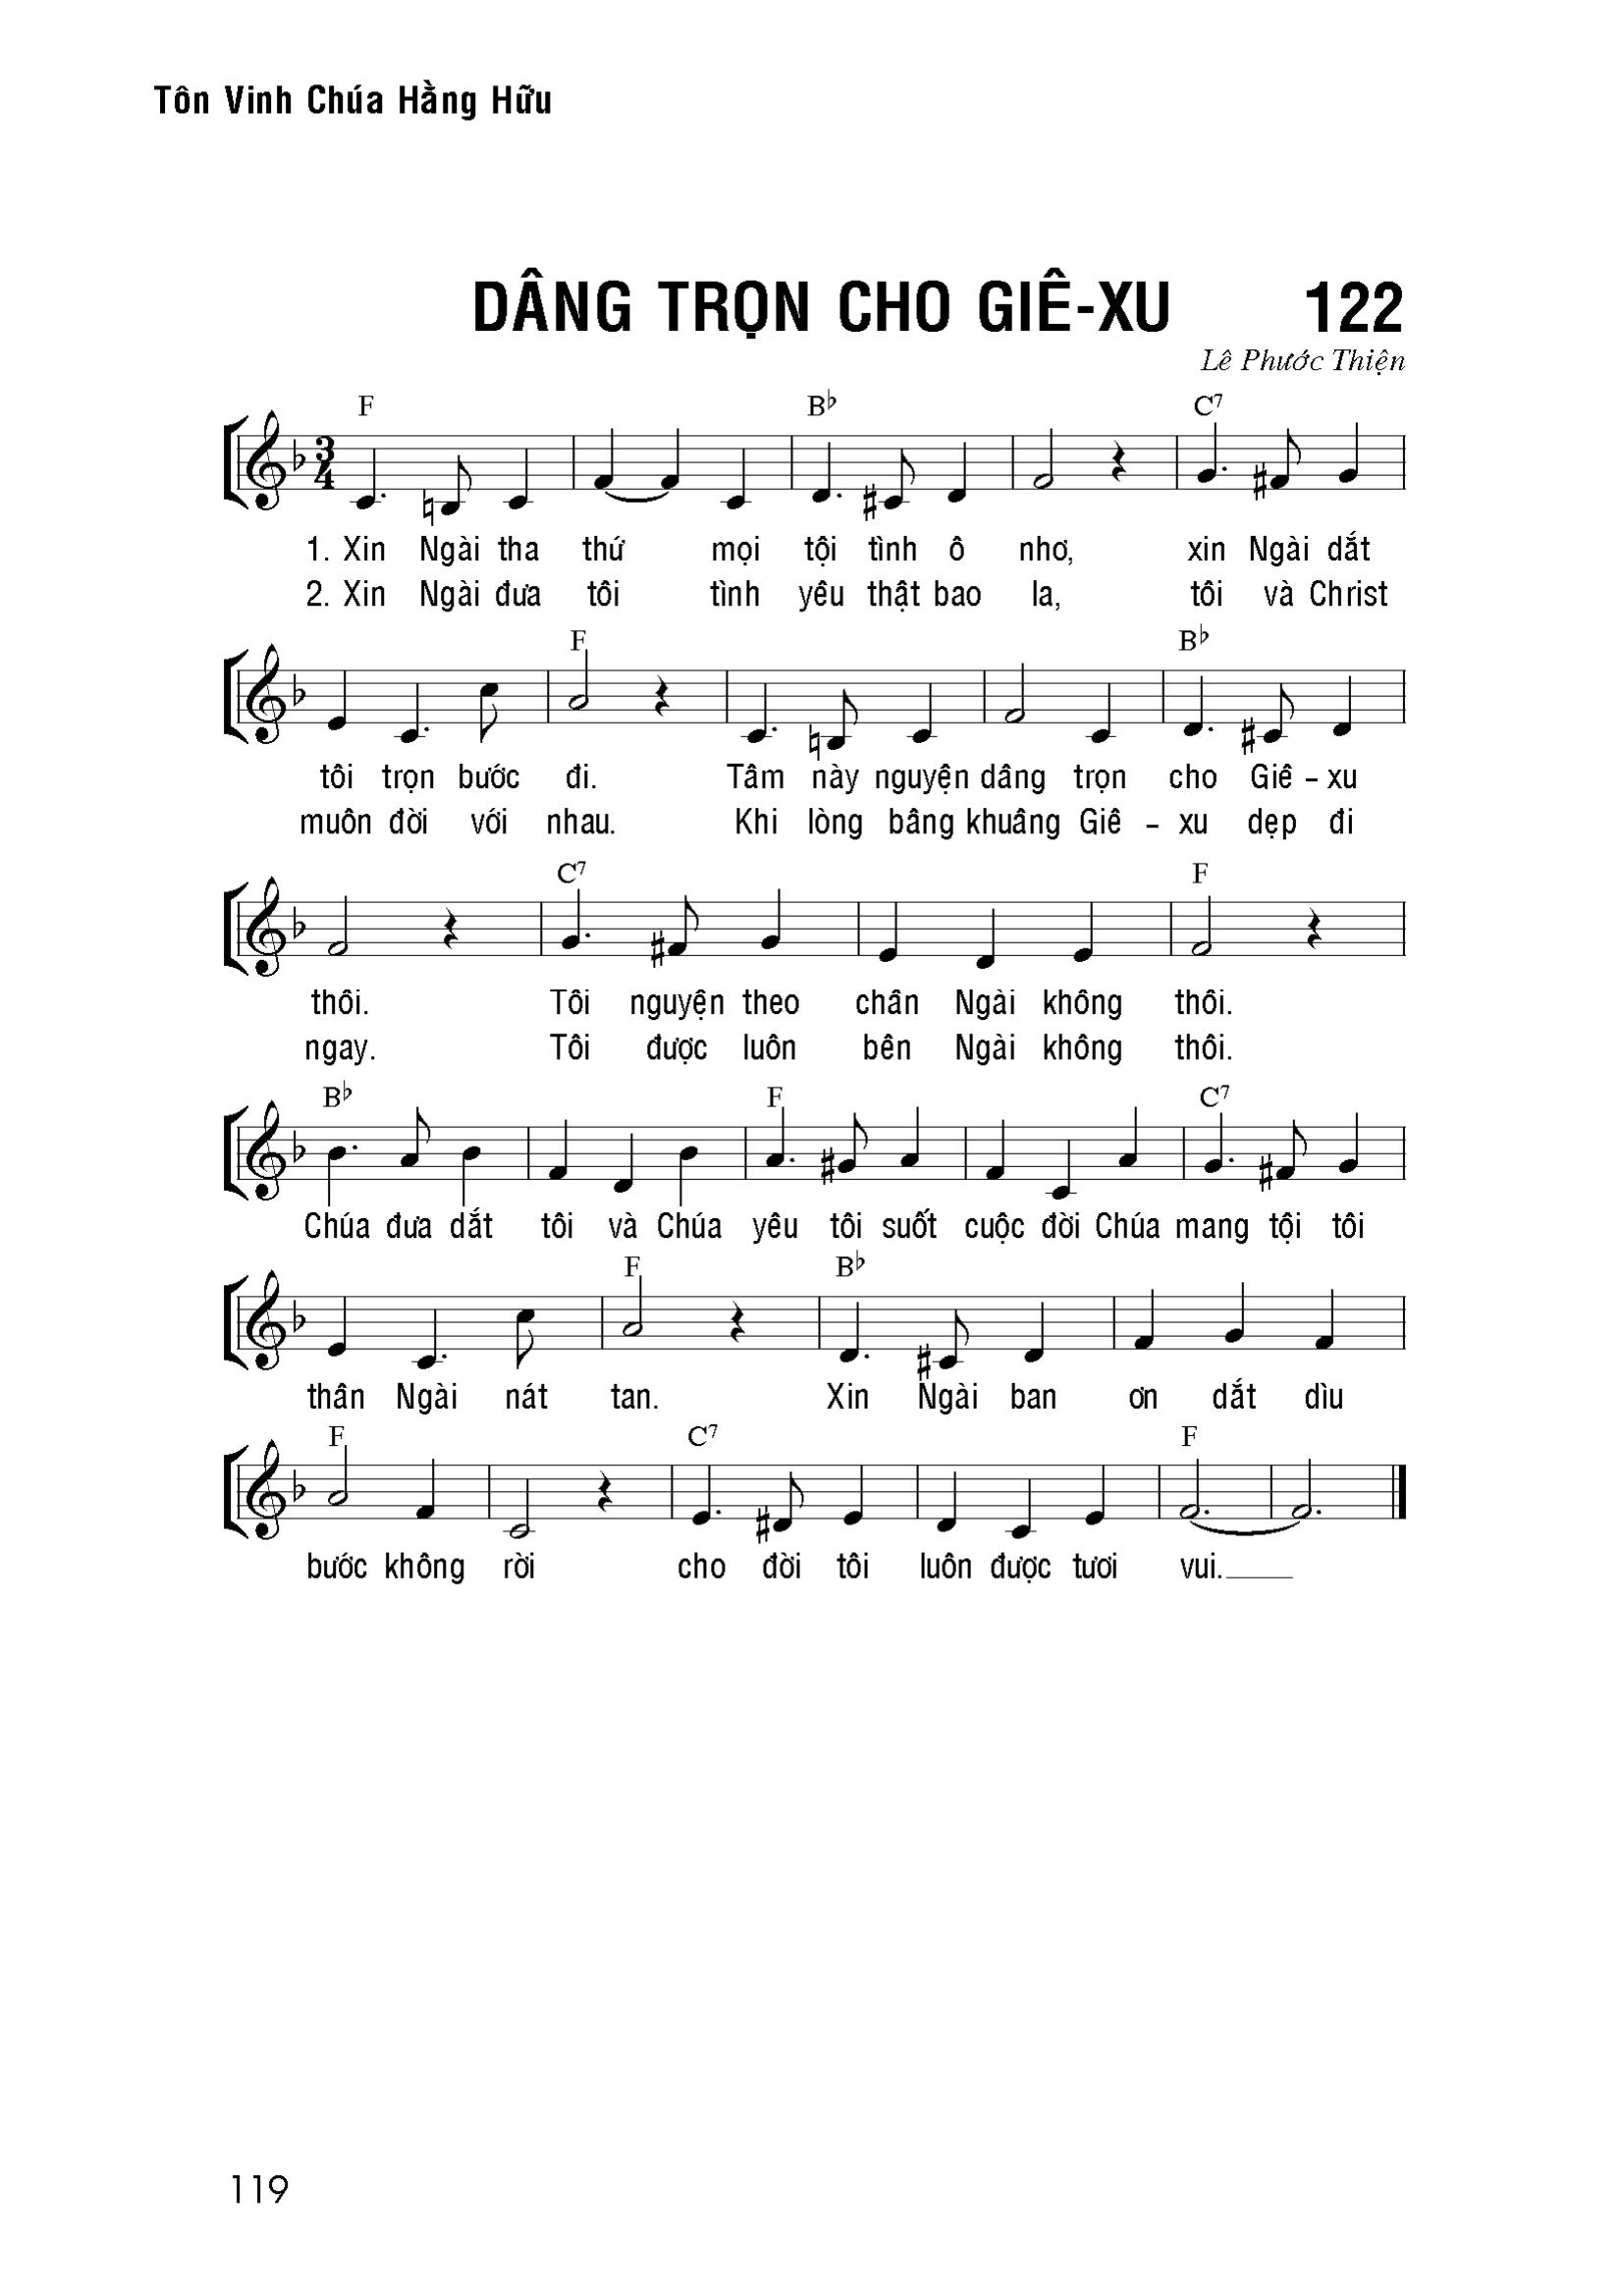 Tôn Vinh Chúa Hằng Hữu
DÂNG TRỌN CHO GIÊ-XU 122
Lê Phước Thiện
F B♭ C7
3
4
1. Xin Ngài tha thứ mọi tội tình ô nhơ, xin Ngài dắt
2. Xin Ngài đưa tôi tình yêu thật bao la, tôi và Christ
F B♭
tôi trọn bước đi. Tâm này nguyện dâng trọn cho Giê - xu
muôn đời với nhau. Khi lòng bâng khuâng Giê - xu dẹp đi
C7 F
thôi. Tôi nguyện theo chân Ngài không thôi.
ngay. Tôi được luôn bên Ngài không thôi.
B♭ F C7
Chúa đưa dắt tôi và Chúa yêu tôi suốt cuộc đời Chúa mang tội tôi
F B♭
thân Ngài nát tan. Xin Ngài ban ơn dắt dìu
F C7 F
bước không rời cho đời tôi luôn được tươi vui.
119